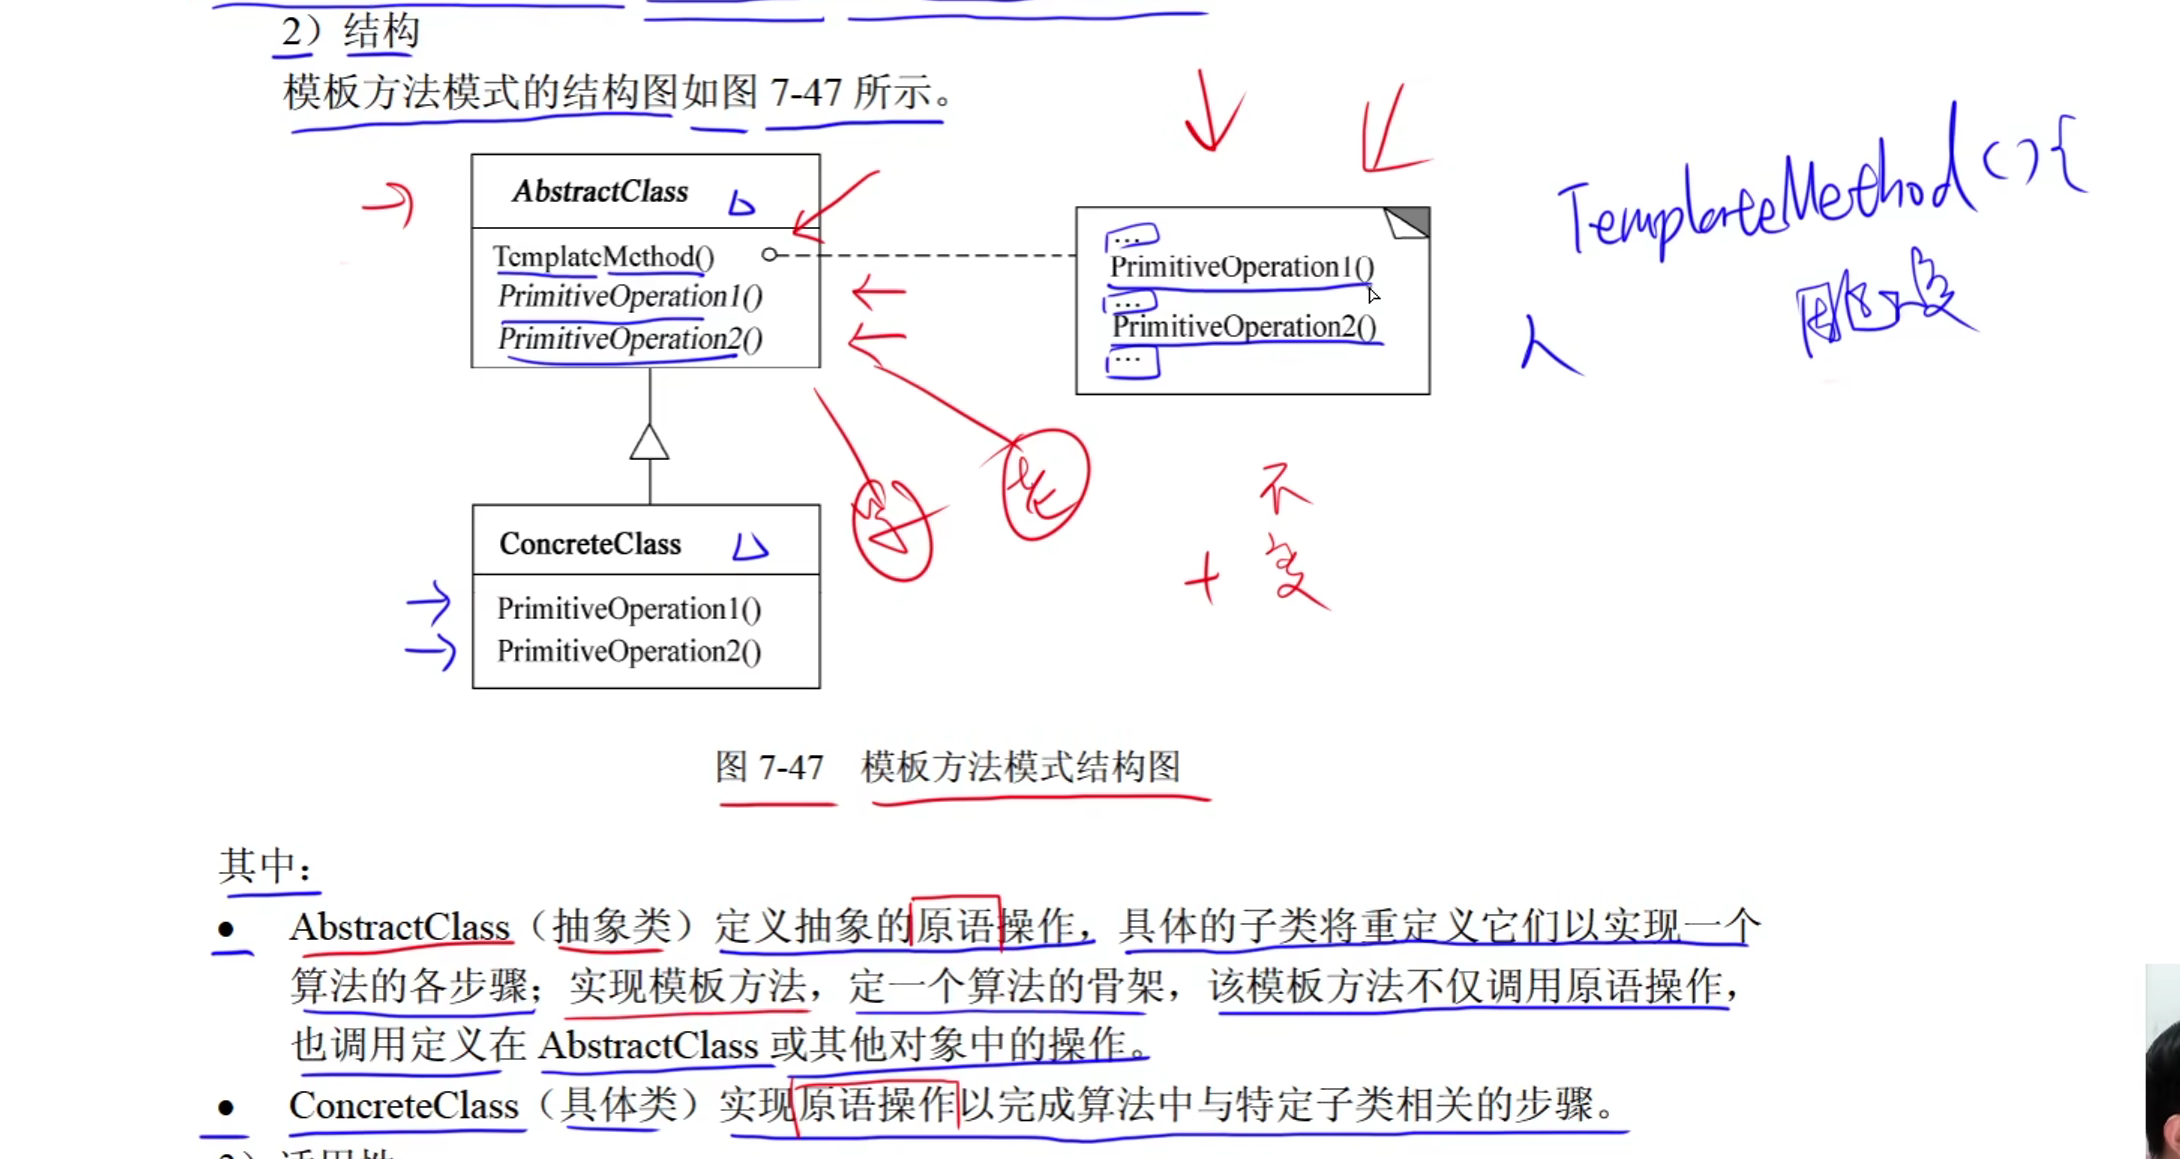 2）结构
模板方法模式的结构图如图 7-47 所示。
AbstractClass
TemplateMethod()
PrimitiveOperation1()
PrimitiveOperation2()
...
PrimitiveOperation1()
...
PrimitiveOperation2()
...
TemplateMethod(){
不
+ 变
ConcreteClass
PrimitiveOperation1()
PrimitiveOperation2()
图 7-47 模板方法模式结构图
其中：
● AbstractClass（抽象类）定义抽象的原语操作，具体的子类将重定义它们以实现一个
算法的各步骤；实现模板方法，定一个算法的骨架，该模板方法不仅调用原语操作，
也调用定义在 AbstractClass 或其他对象中的操作。
● ConcreteClass（具体类）实现原语操作以完成算法中与特定子类相关的步骤。